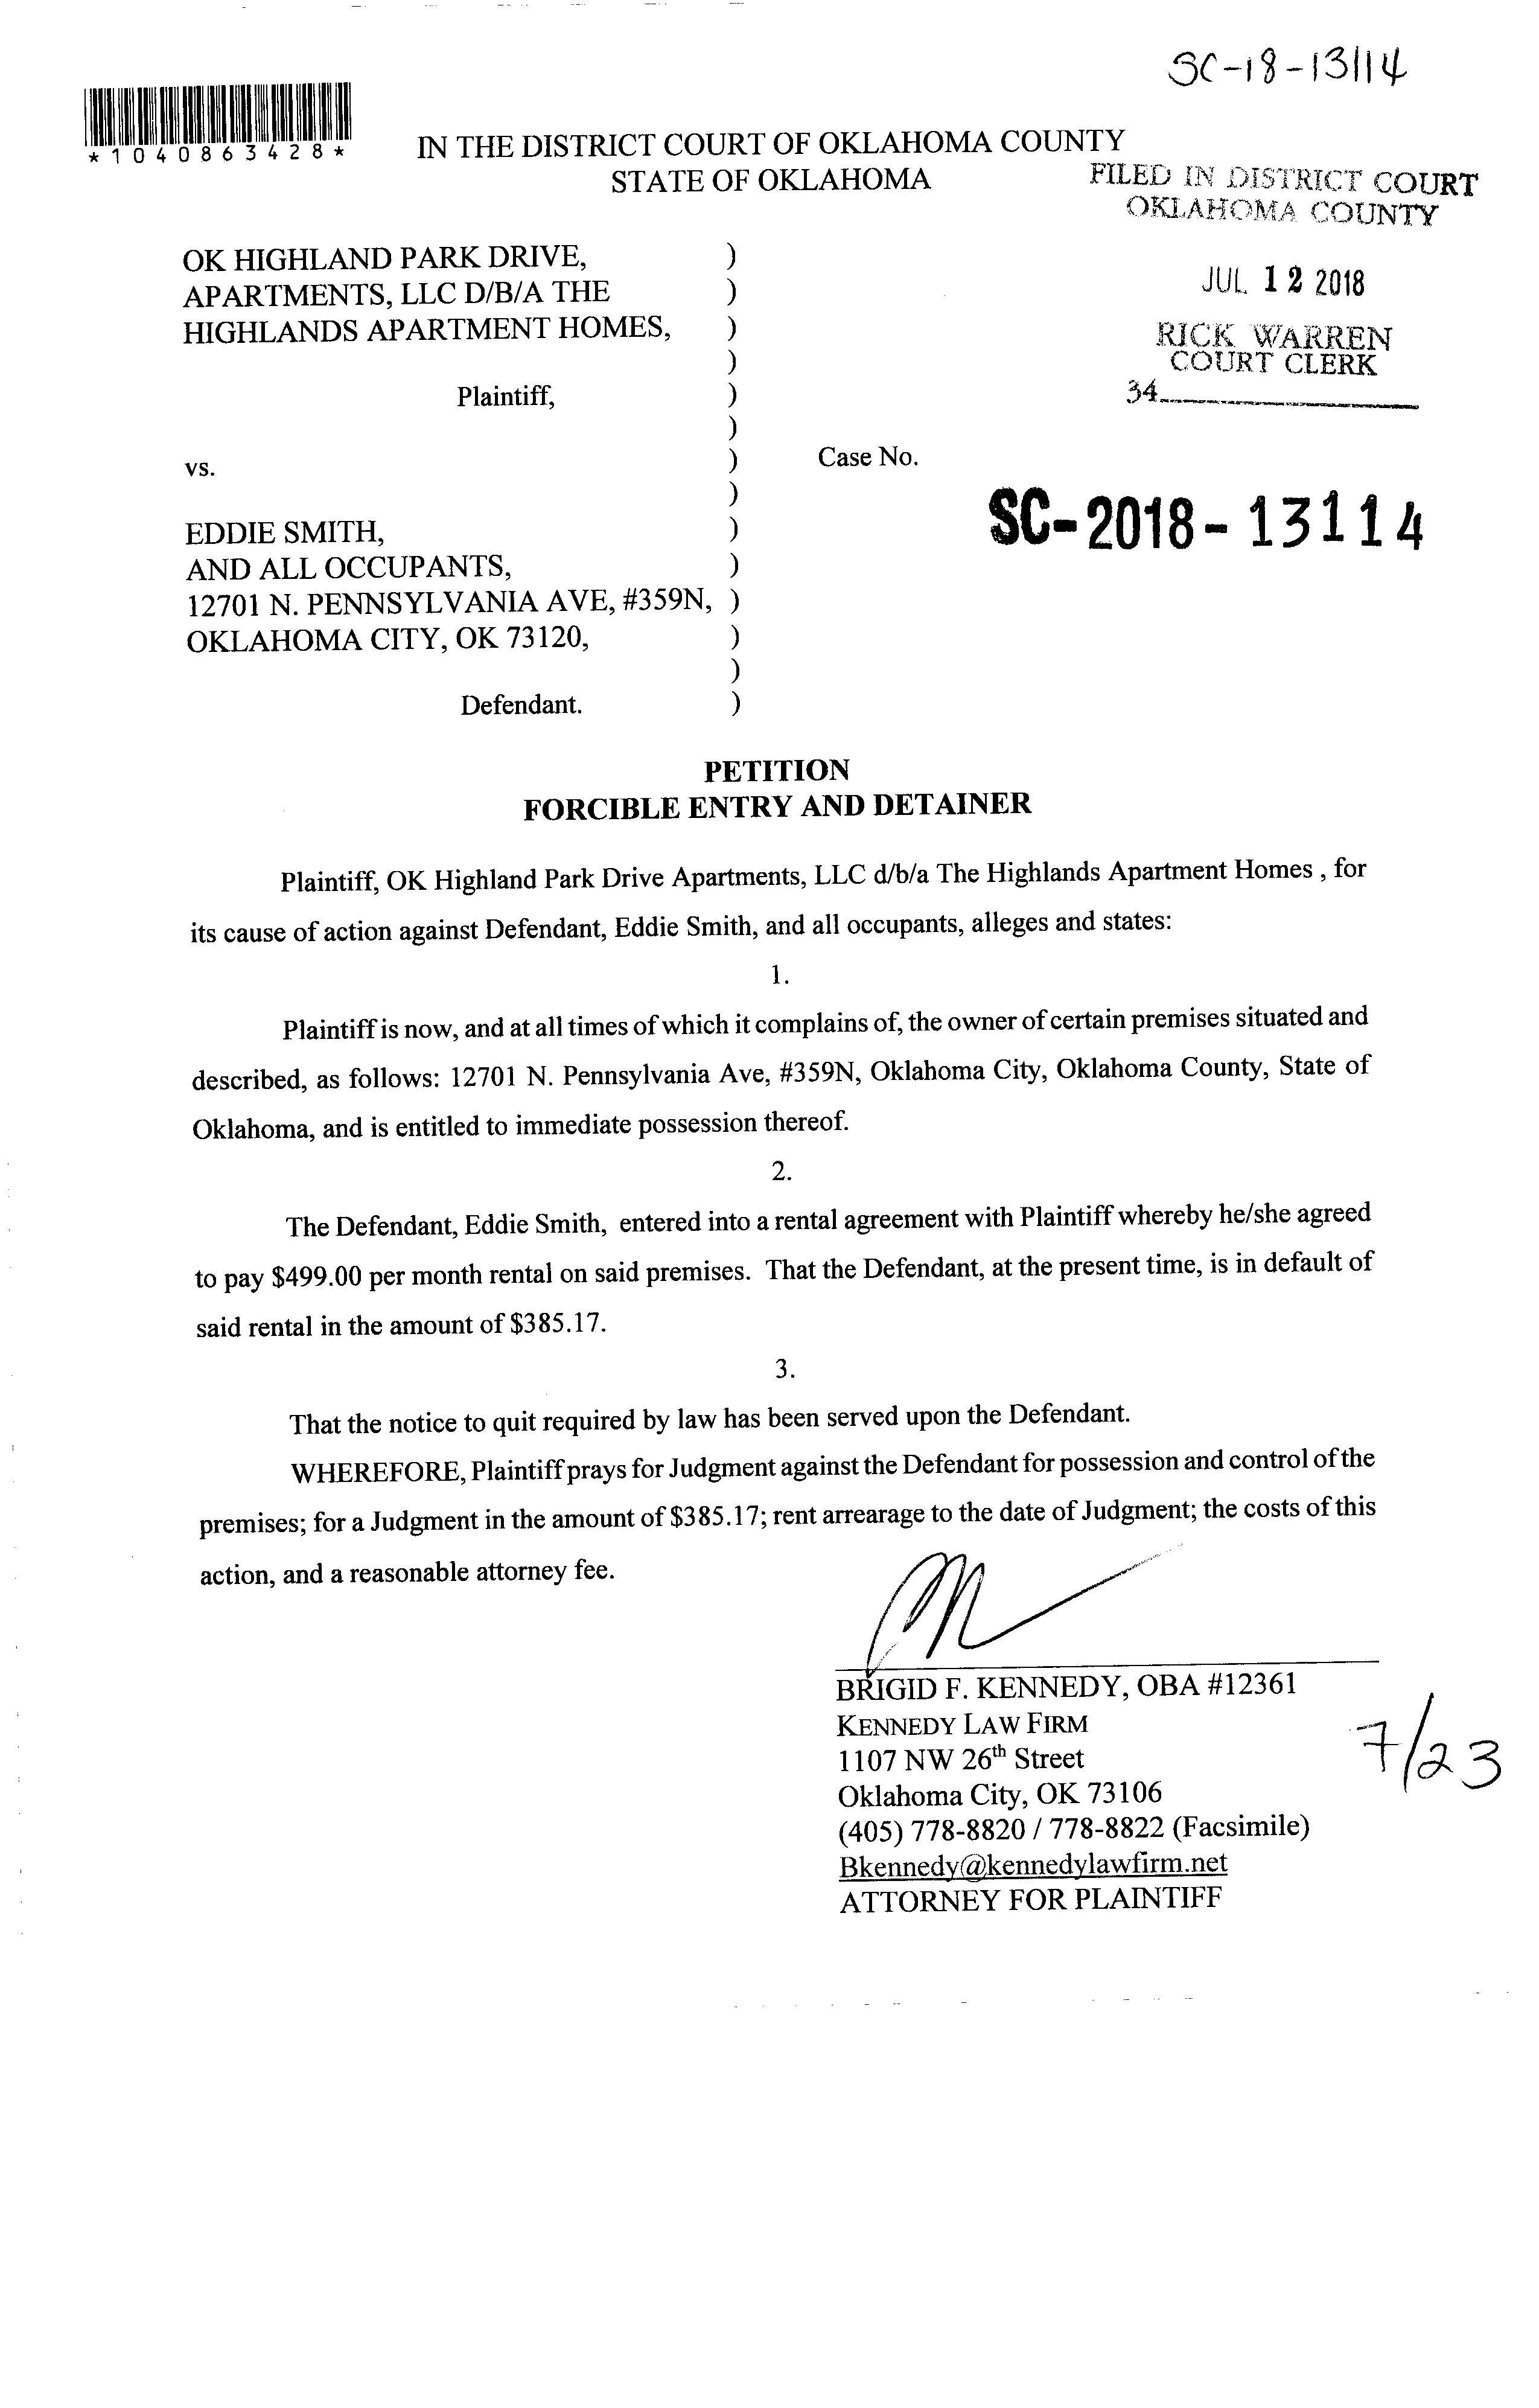 SC-18-13114
*1040863428*
IN THE DISTRICT COURT OF OKLAHOMA COUNTY
STATE OF OKLAHOMA
FILED IN DISTRICT COURT
OKLAHOMA COUNTY
JUL 12 2018
RICK WARREN
COURT CLERK
34
OK HIGHLAND PARK DRIVE, )
APARTMENTS, LLC D/B/A THE )
HIGHLANDS APARTMENT HOMES, )
)
Plaintiff, )
)
vs. ) Case No.
)
SC-2018-13114
EDDIE SMITH, )
AND ALL OCCUPANTS, )
12701 N. PENNSYLVANIA AVE, #359N, )
OKLAHOMA CITY, OK 73120, )
)
Defendant. )
PETITION
FORCIBLE ENTRY AND DETAINER
Plaintiff, OK Highland Park Drive Apartments, LLC d/b/a The Highlands Apartment Homes , for
its cause of action against Defendant, Eddie Smith, and all occupants, alleges and states:
1.
Plaintiff is now, and at all times of which it complains of, the owner of certain premises situated and
described, as follows: 12701 N. Pennsylvania Ave, #359N, Oklahoma City, Oklahoma County, State of
Oklahoma, and is entitled to immediate possession thereof.
2.
The Defendant, Eddie Smith, entered into a rental agreement with Plaintiff whereby he/she agreed
to pay $499.00 per month rental on said premises. That the Defendant, at the present time, is in default of
said rental in the amount of $385.17.
3.
That the notice to quit required by law has been served upon the Defendant.
WHEREFORE, Plaintiff prays for Judgment against the Defendant for possession and control of the
premises; for a Judgment in the amount of $385.17; rent arrearage to the date of Judgment; the costs of this
action, and a reasonable attorney fee.
BRIGID F. KENNEDY, OBA #12361
KENNEDY LAW FIRM
1107 NW 26th Street
Oklahoma City, OK 73106
(405) 778-8820 / 778-8822 (Facsimile)
Bkennedy@kennedylawfirm.net
ATTORNEY FOR PLAINTIFF
7/23